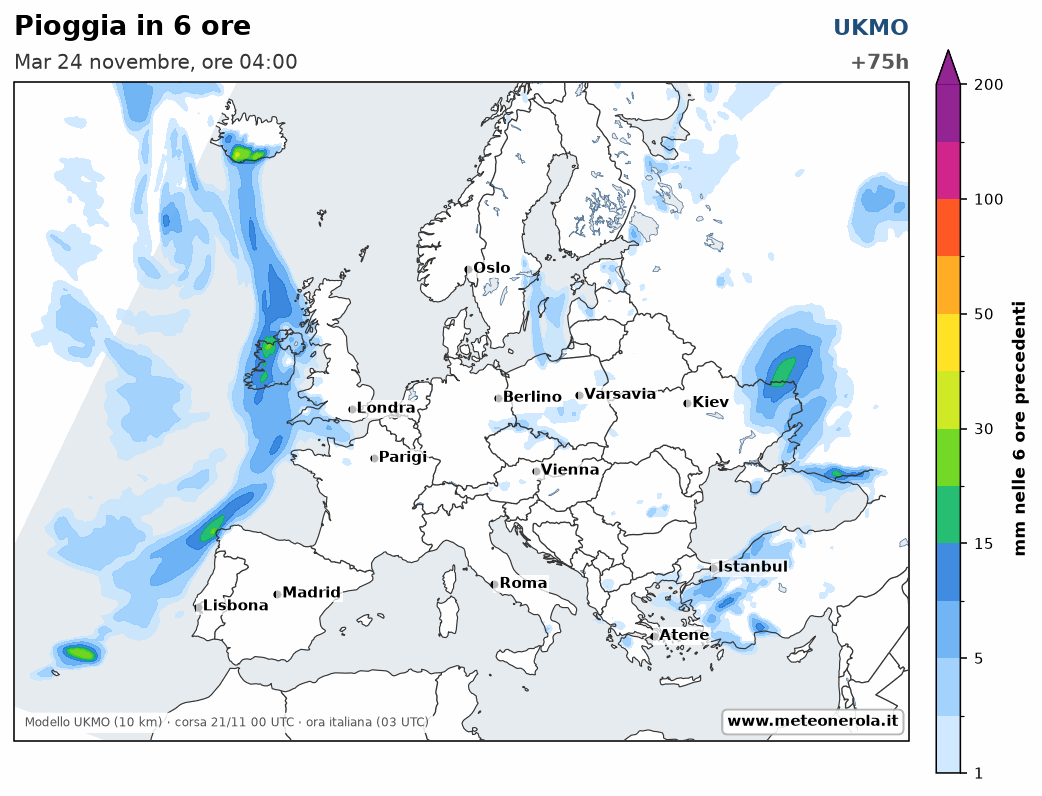 Pioggia in 6 ore
UKMO
Mar 24 novembre, ore 04:00
+75h
200
100
50
30
15
5
1
mm nelle 6 ore precedenti
Oslo
Londra
Berlino
Varsavia
Kiev
Parigi
Vienna
Istanbul
Roma
Madrid
Lisbona
Atene
Modello UKMO (10 km) · corsa 21/11 00 UTC · ora italiana (03 UTC)
www.meteonerola.it